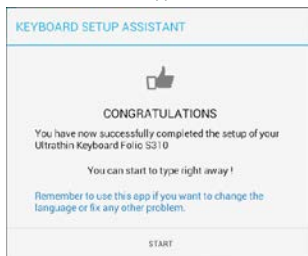 KEYBOARD SETUP ASSISTANT
CONGRATULATIONS
You have now successfully completed the setup of your
Ultrathin Keyboard Folio S310
You can start to type right away !
Remember to use this app if you want to change the
language or fix any other problem.
START